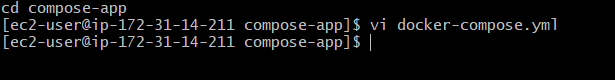 cd compose-app
[ec2-user@ip-172-31-14-211 compose-app]$ vi docker-compose.yml
[ec2-user@ip-172-31-14-211 compose-app]$